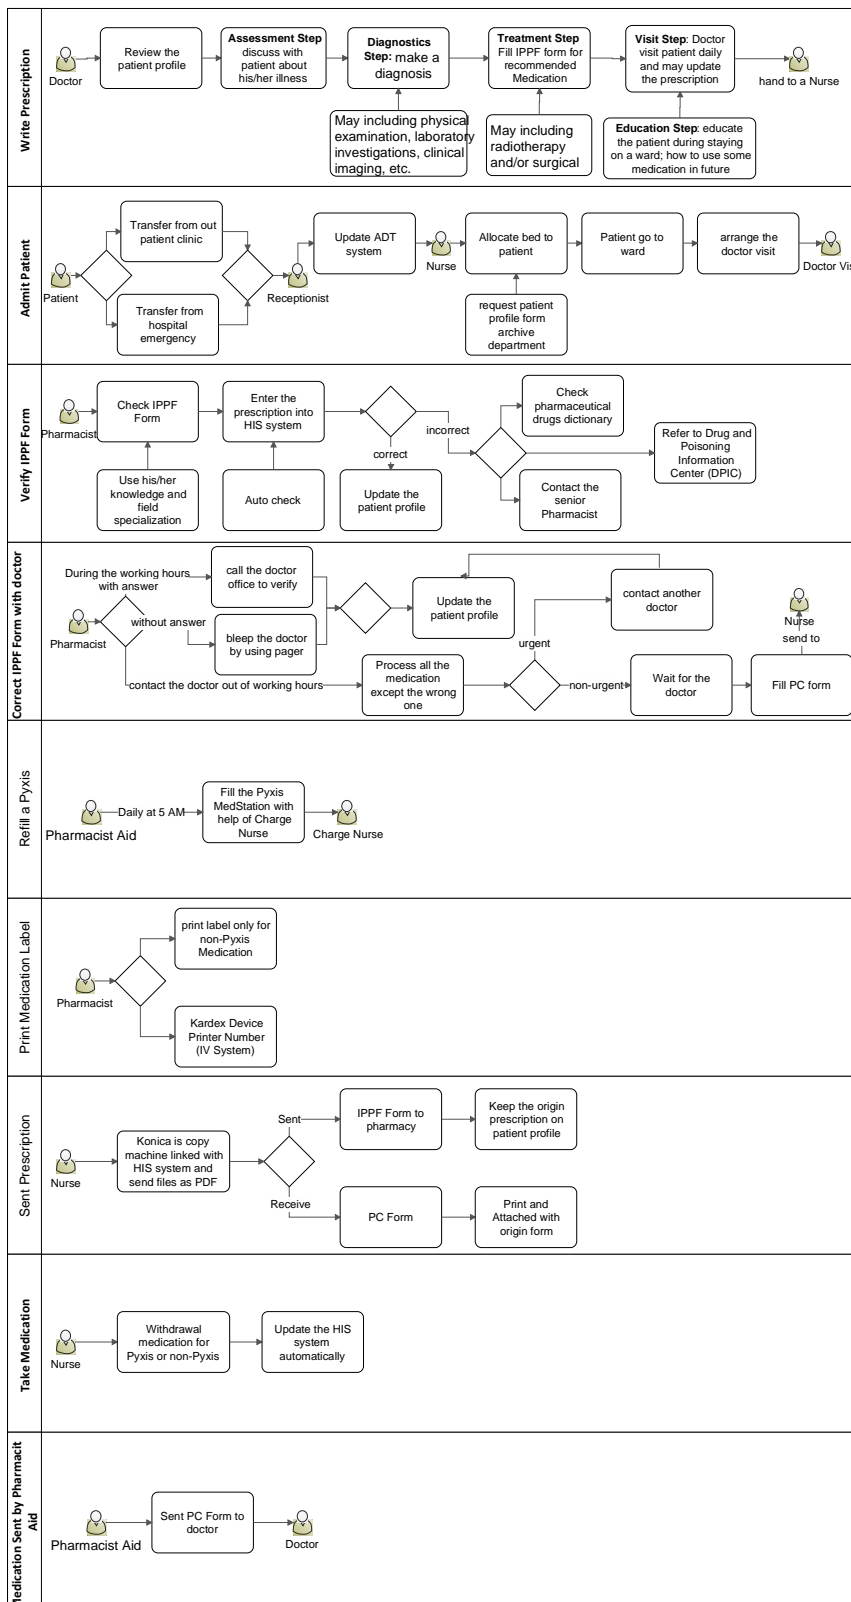 Write Prescription
Doctor
Review the
patient profile
Assessment Step
discuss with
patient about
his/her illness
Diagnostics
Step: make a
diagnosis
Treatment Step
Fill IPPF form for
recommended
Medication
Visit Step: Doctor
visit patient daily
and may update
the prescription
hand to a Nurse
May including physical
examination, laboratory
investigations, clinical
imaging, etc.
May including
radiotherapy
and/or surgical
Education Step: educate
the patient during staying
on a ward; how to use some
medication in future
Admit Patient
Patient
Transfer from out
patient clinic
Transfer from
hospital
emergency
Receptionist
Update ADT
system
Nurse
Allocate bed to
patient
request patient
profile form
archive
department
Patient go to
ward
arrange the
doctor visit
Doctor Vis
Verify IPPF Form
Pharmacist
Check IPPF
Form
Use his/her
knowledge and
field
specialization
Enter the
prescription into
HIS system
Auto check
incorrect
correct
Update the
patient profile
Check
pharmaceutical
drugs dictionary
Contact the
senior
Pharmacist
Refer to Drug and
Poisoning
Information
Center (DPIC)
Correct IPPF Form with doctor
Pharmacist
During the working hours
with answer
call the doctor
office to verify
without answer
bleep the doctor
by using pager
Update the
patient profile
contact the doctor out of working hours
Process all the
medication
except the wrong
one
urgent
contact another
doctor
non-urgent
Wait for the
doctor
Fill PC form
send to
Nurse
Refill a Pyxis
Pharmacist Aid
Daily at 5 AM
Fill the Pyxis
MedStation with
help of Charge
Nurse
Charge Nurse
Print Medication Label
Pharmacist
print label only for
non-Pyxis
Medication
Kardex Device
Printer Number
(IV System)
Sent Prescription
Nurse
Konica is copy
machine linked with
HIS system and
send files as PDF
Sent
IPPF Form to
pharmacy
Keep the origin
prescription on
patient profile
Receive
PC Form
Print and
Attached with
origin form
Take Medication
Nurse
Withdrawal
medication for
Pyxis or non-Pyxis
Update the HIS
system
automatically
Medication Sent by Pharmacit
Aid
Pharmacist Aid
Sent PC Form to
doctor
Doctor